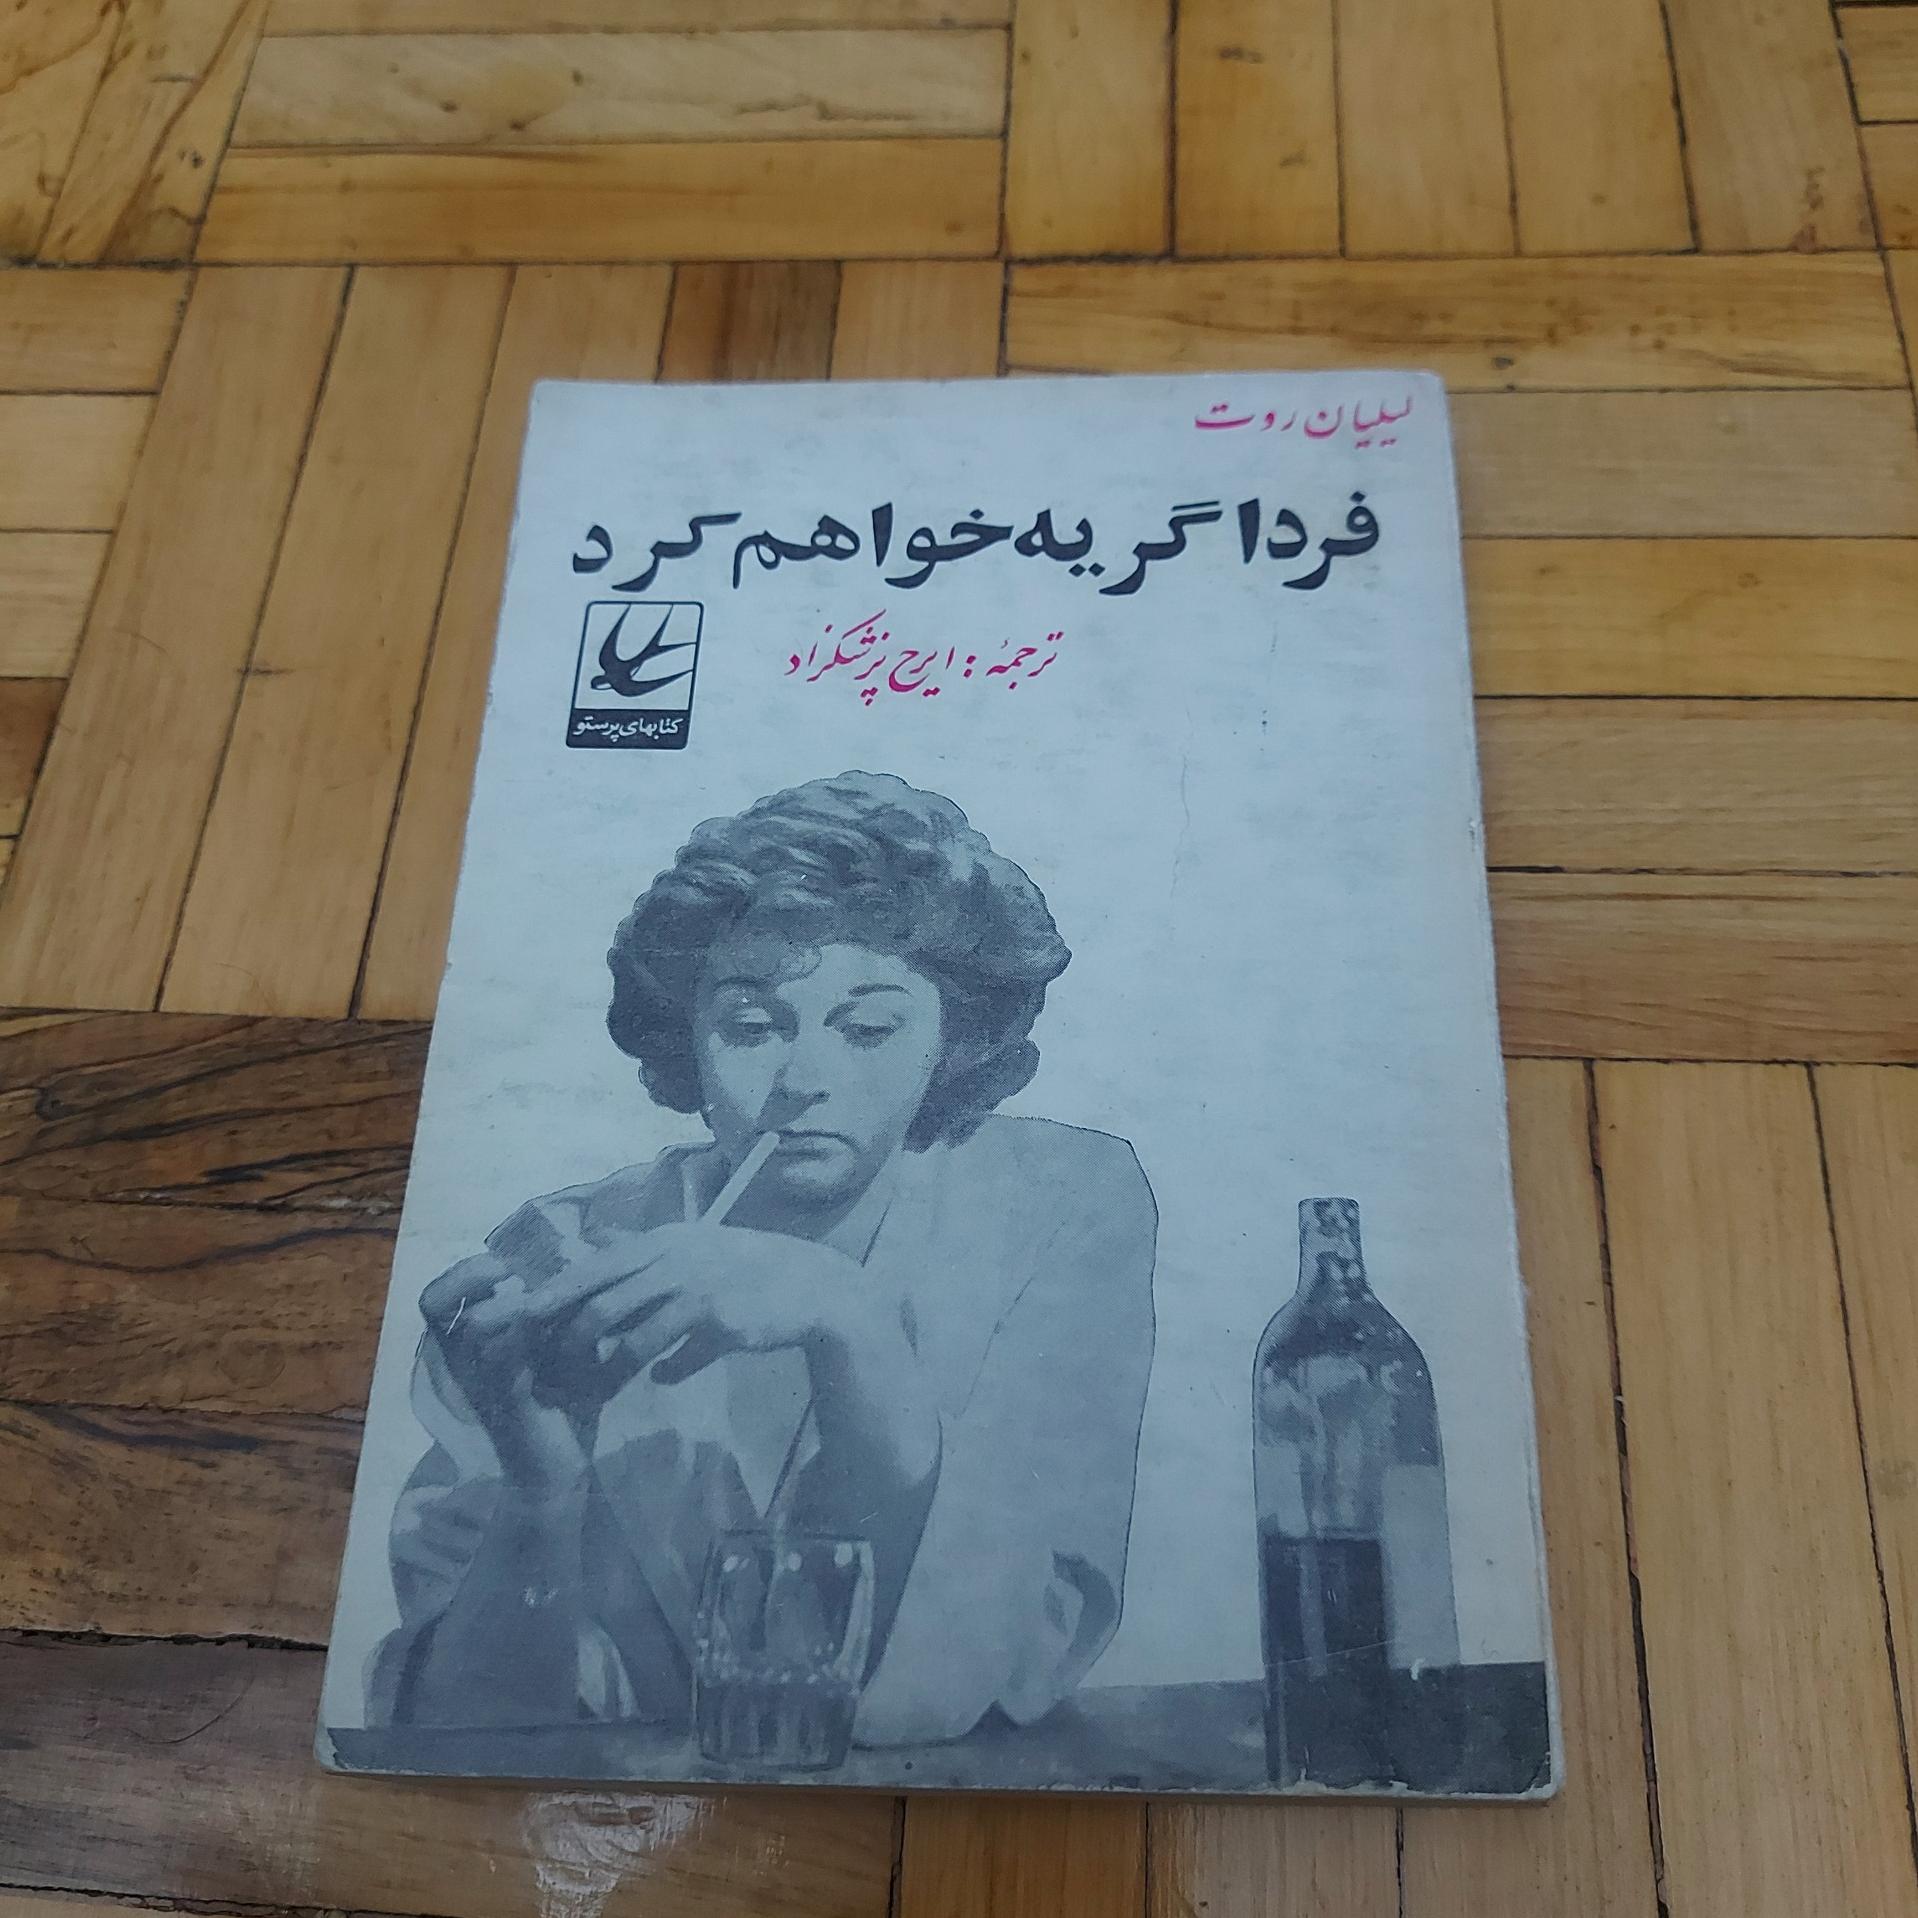 لیلیان روت
فردا گریه خواهم کرد
ترجمهٔ : ایرج پزشکزاد
کتابهای پرستو